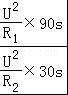 U²/R₁ × 90s
U²/R₂ × 30s